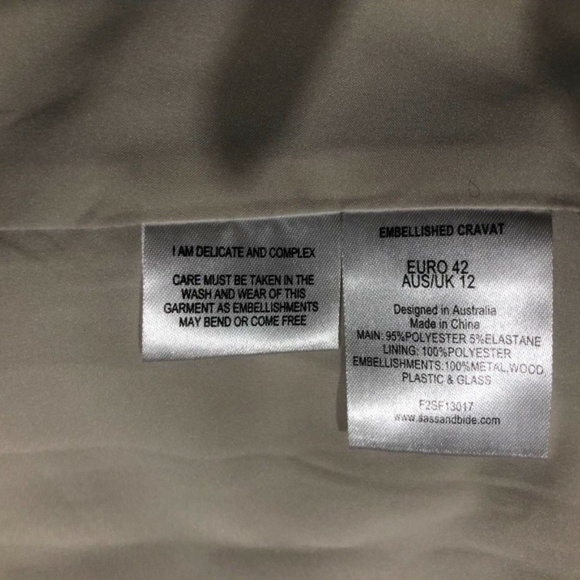 I AM DELICATE AND COMPLEX
CARE MUST BE TAKEN IN THE
WASH AND WEAR OF THIS
GARMENT AS EMBELLISHMENTS
MAY BEND OR COME FREE
EMBELLISHED CRAVAT
EURO 42
AUS/UK 12
Designed in Australia
Made in China
MAIN: 95%POLYESTER 5%ELASTANE
LINING: 100%POLYESTER
EMBELLISHMENTS:100%METAL,WOOD
PLASTIC & GLASS
F2SF13017
www.sassandbide.com